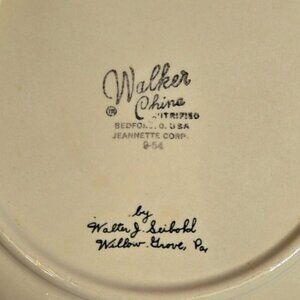 Walker
China
VITRIFIED
BEDFORD, O. USA
JEANNETTE CORP.
9-54
by
Walter J. Seibold
Willow Grove, Pa